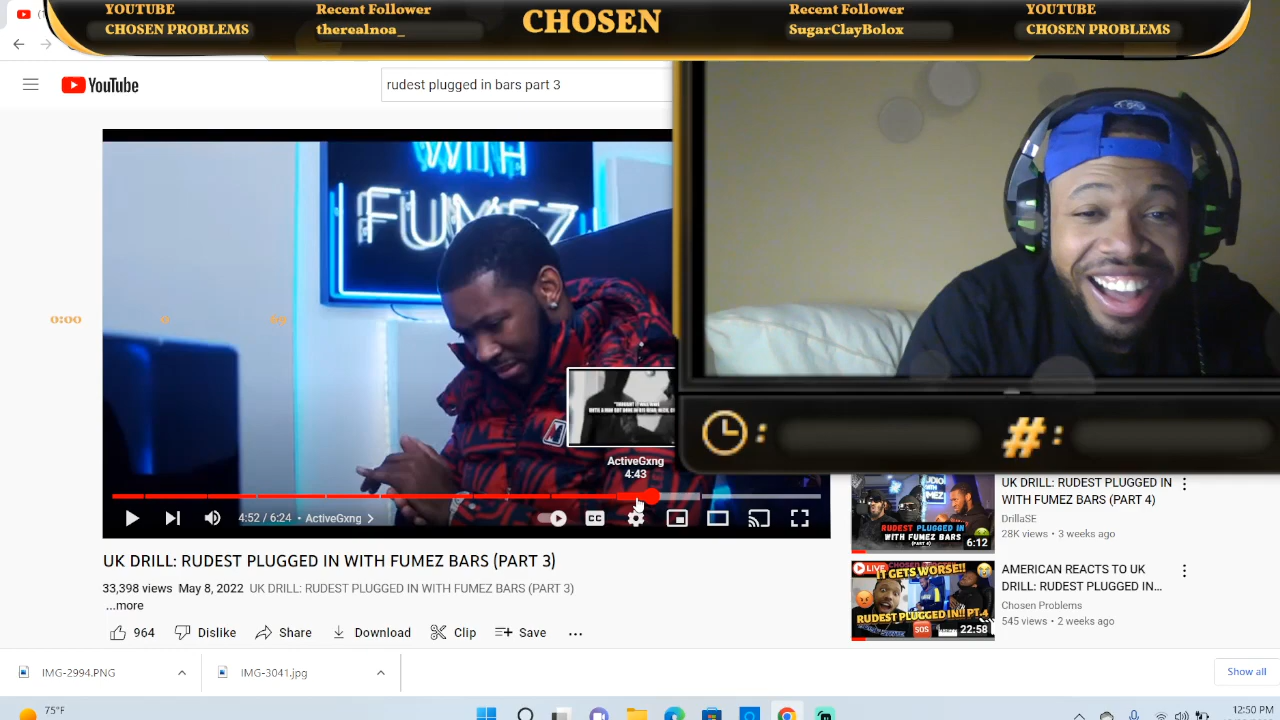 YOUTUBE
CHOSEN PROBLEMS
Recent Follower
therealnoa_
CHOSEN
Recent Follower
SugarClayBolox
YOUTUBE
CHOSEN PROBLEMS
YouTube
rudest plugged in bars part 3
WITH
FUMEZ
0:00
ActiveGxng
4:43
4:52 / 6:24 • ActiveGxng
CC
UK DRILL: RUDEST PLUGGED IN WITH FUMEZ BARS (PART 3)
33,398 views May 8, 2022 UK DRILL: RUDEST PLUGGED IN WITH FUMEZ BARS (PART 3)
...more
964
Dislike
Share
Download
Clip
Save
#:
RUDEST PLUGGED IN
WITH FUMEZ BARS
6:12
UK DRILL: RUDEST PLUGGED IN
WITH FUMEZ BARS (PART 4)
DrillaSE
28K views • 3 weeks ago
LIVE
IT GETS WORSE!!
RUDEST PLUGGED IN!! PT.4
SOS
22:58
AMERICAN REACTS TO UK
DRILL: RUDEST PLUGGED IN...
Chosen Problems
545 views • 2 weeks ago
IMG-2994.PNG
IMG-3041.jpg
Show all
75°F
12:50 PM